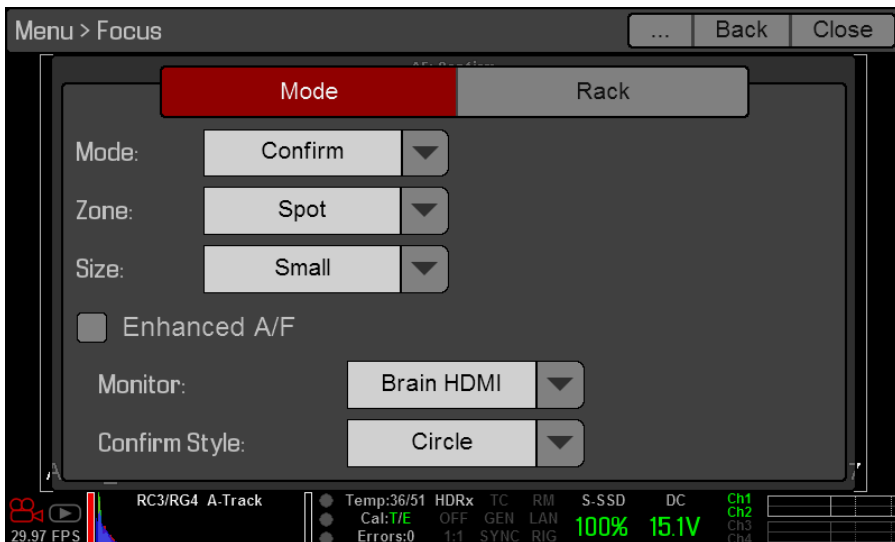 Menu > Focus ... Back Close
Mode Rack
Mode: Confirm
Zone: Spot
Size: Small
Enhanced A/F
Monitor: Brain HDMI
Confirm Style: Circle
RC3/RG4 A-Track Temp:36/51 HDRx TC RM S-SSD DC Ch1
Cal:T/E OFF GEN LAN 100% 15.1V Ch2
29.97 FPS Errors:0 1:1 SYNC RIG Ch3
Ch4